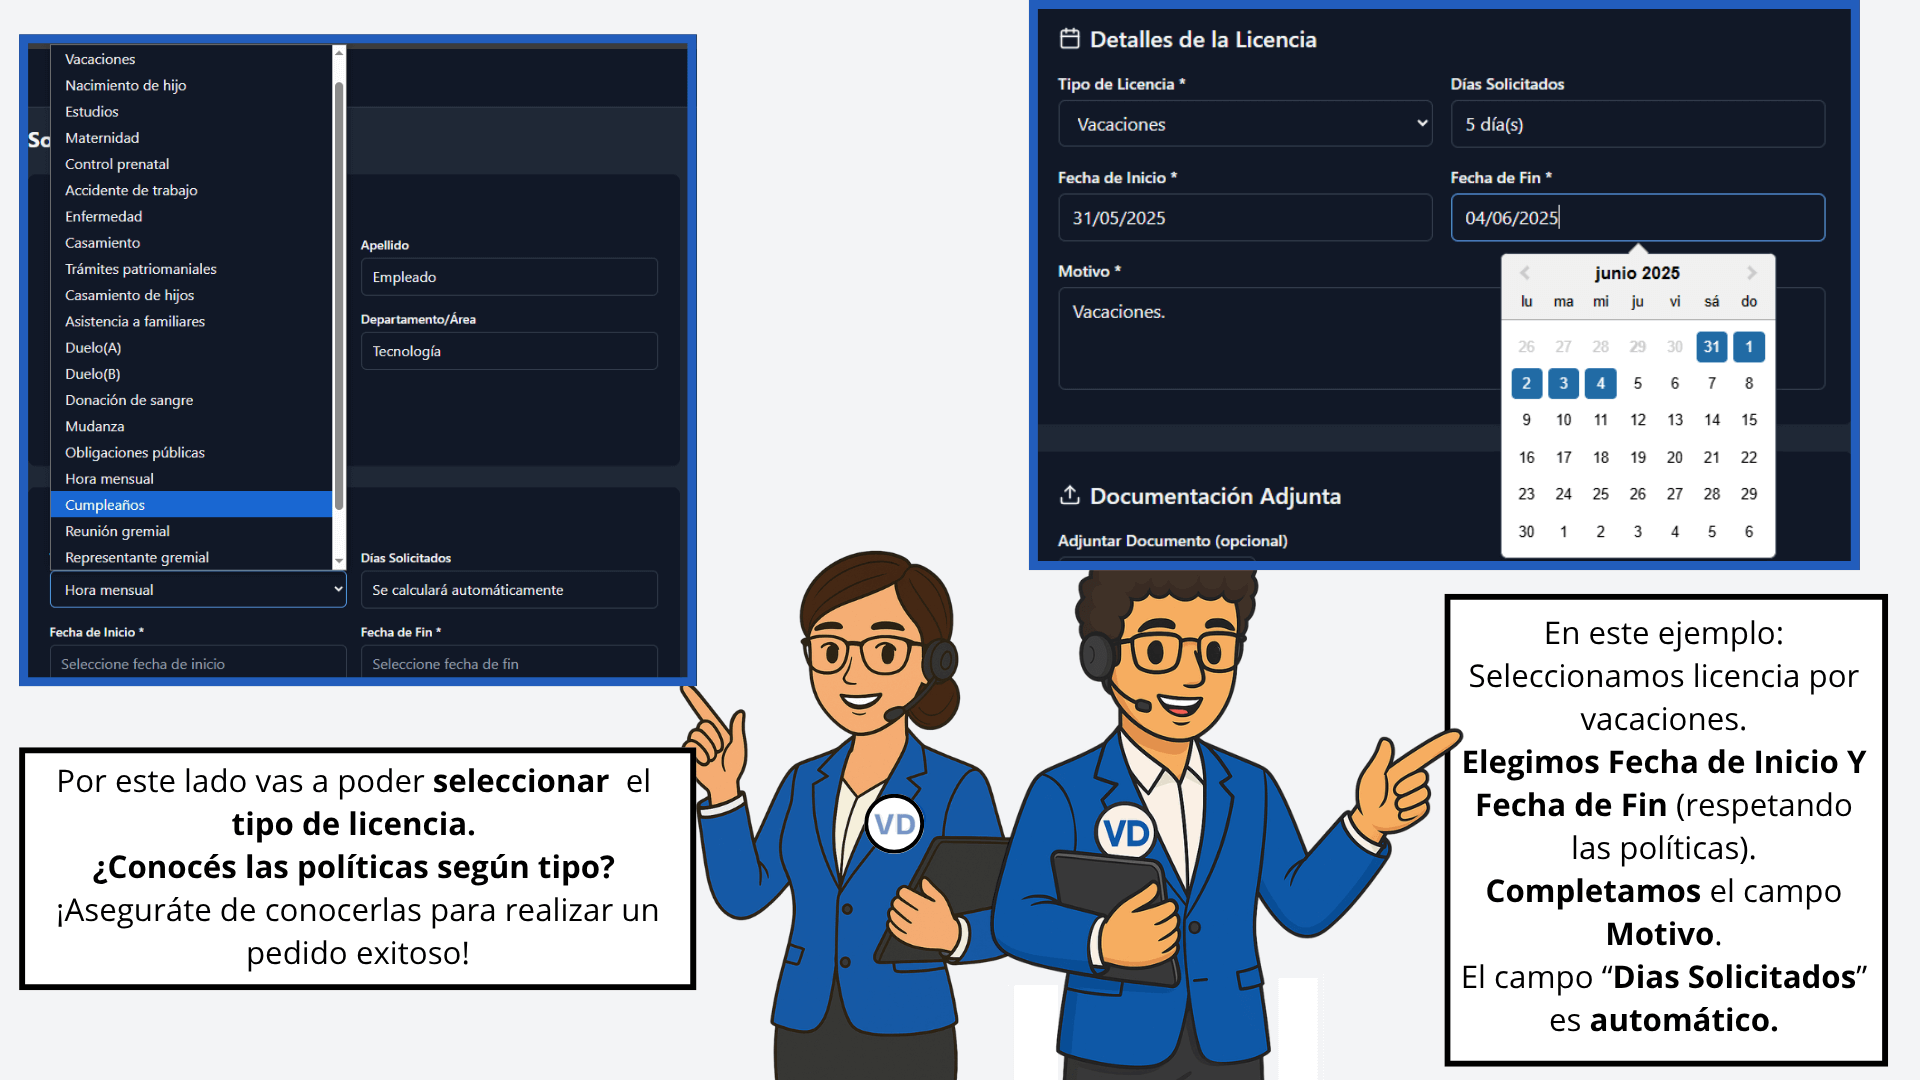 Vacaciones
Nacimiento de hijo
Estudios
Maternidad
Control prenatal
Accidente de trabajo
Enfermedad
Casamiento
Trámites patriomaniales
Casamiento de hijos
Asistencia a familiares
Duelo(A)
Duelo(B)
Donación de sangre
Mudanza
Obligaciones públicas
Hora mensual
Cumpleaños
Reunión gremial
Representante gremial
Hora mensual
So
Apellido
Empleado
Departamento/Área
Tecnología
Días Solicitados
Se calculará automáticamente
Fecha de Inicio *
Seleccione fecha de inicio
Fecha de Fin *
Seleccione fecha de fin
Por este lado vas a poder seleccionar el
tipo de licencia.
¿Conocés las políticas según tipo?
¡Aseguráte de conocerlas para realizar un
pedido exitoso!
VD
VD
Detalles de la Licencia
Tipo de Licencia *
Vacaciones
Días Solicitados
5 día(s)
Fecha de Inicio *
31/05/2025
Fecha de Fin *
04/06/2025
Motivo *
Vacaciones.
junio 2025
lu ma mi ju vi sá do
26 27 28 29 30 31 1
2 3 4 5 6 7 8
9 10 11 12 13 14 15
16 17 18 19 20 21 22
23 24 25 26 27 28 29
30 1 2 3 4 5 6
Documentación Adjunta
Adjuntar Documento (opcional)
En este ejemplo:
Seleccionamos licencia por
vacaciones.
Elegimos Fecha de Inicio Y
Fecha de Fin (respetando
las políticas).
Completamos el campo
Motivo.
El campo “Dias Solicitados”
es automático.